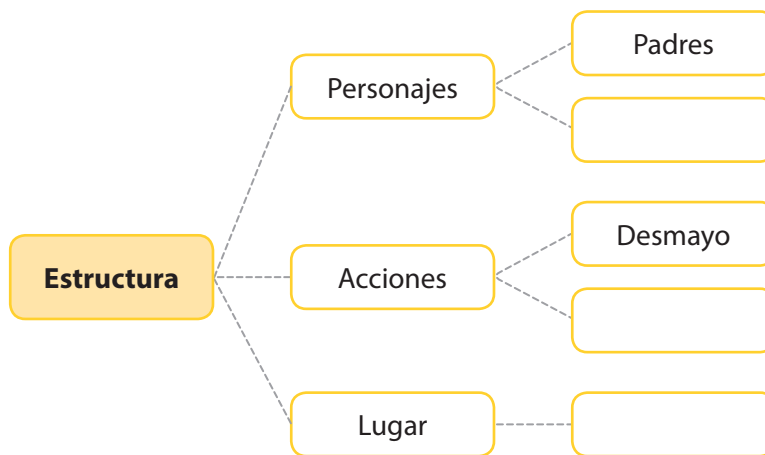 Padres
Personajes
Desmayo
Estructura
Acciones
Lugar